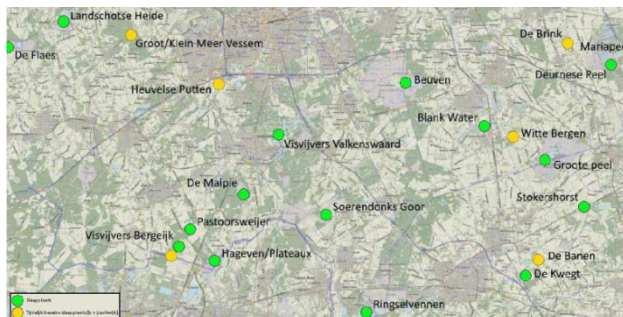 Landschotse Heide
De Flaes
Groot/Klein Meer Vessem
De Brink
Mariape
Deurnese Peel
Heuvelse Putten
Beuven
Blank Water
Witte Bergen
Visvijvers Valkenswaard
Groote peel
De Malpie
Stokershorst
Soerendonks Goor
Pastoorsweijer
Visvijvers Bergeijk
Hageven/Plateaux
De Banen
De Kwegt
Ringselvennen
Slaapplaats